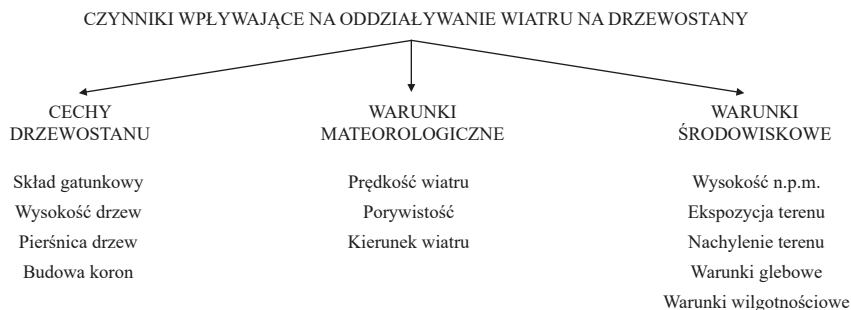 CZYNNIKI WPŁYWAJĄCE NA ODDZIAŁYWANIE WIATRU NA DRZEWOSTANY
CECHY
DRZEWOSTANU
Skład gatunkowy
Wysokość drzew
Pierśnica drzew
Budowa koron
WARUNKI
MATEOROLOGICZNE
Prędkość wiatru
Porywistość
Kierunek wiatru
WARUNKI
ŚRODOWISKOWE
Wysokość n.p.m.
Ekspozycja terenu
Nachylenie terenu
Warunki glebowe
Warunki wilgotnościowe